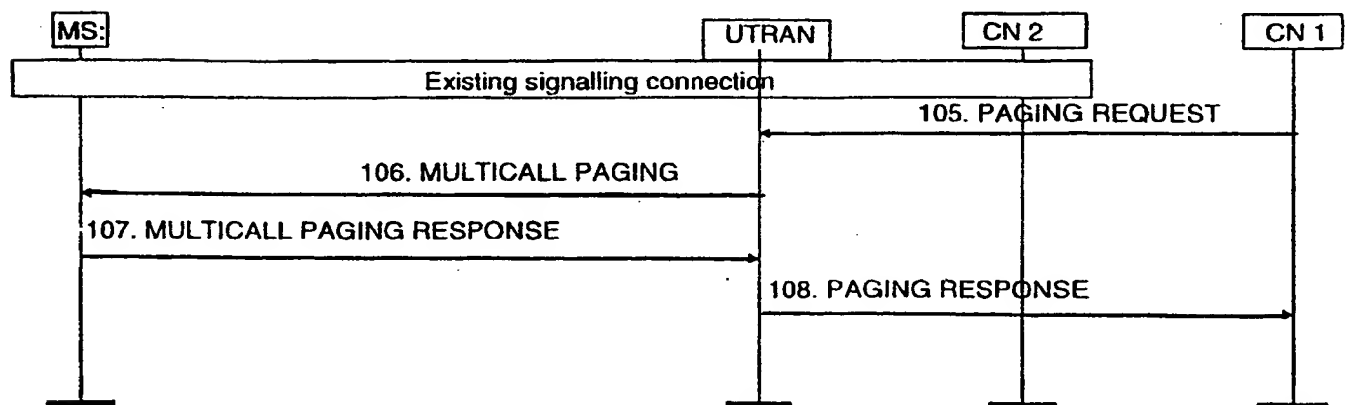 MS:
UTRAN
CN 2
CN 1
Existing signalling connection
105. PAGING REQUEST
106. MULTICALL PAGING
107. MULTICALL PAGING RESPONSE
108. PAGING RESPONSE